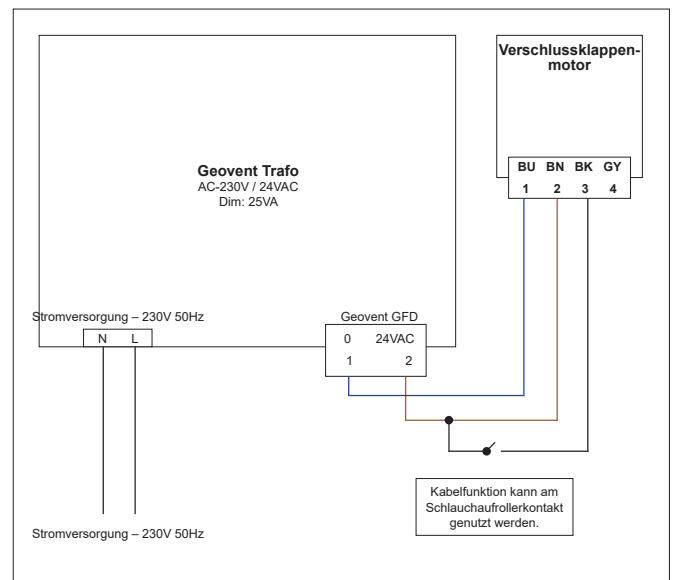 Verschlussklappen-
motor
BU BN BK GY
1 2 3 4
Geovent Trafo
AC-230V / 24VAC
Dim: 25VA
Stromversorgung – 230V 50Hz
N L
Geovent GFD
0 24VAC
1 2
Kabelfunktion kann am
Schlauchaufrollerkontakt
genutzt werden.
Stromversorgung – 230V 50Hz